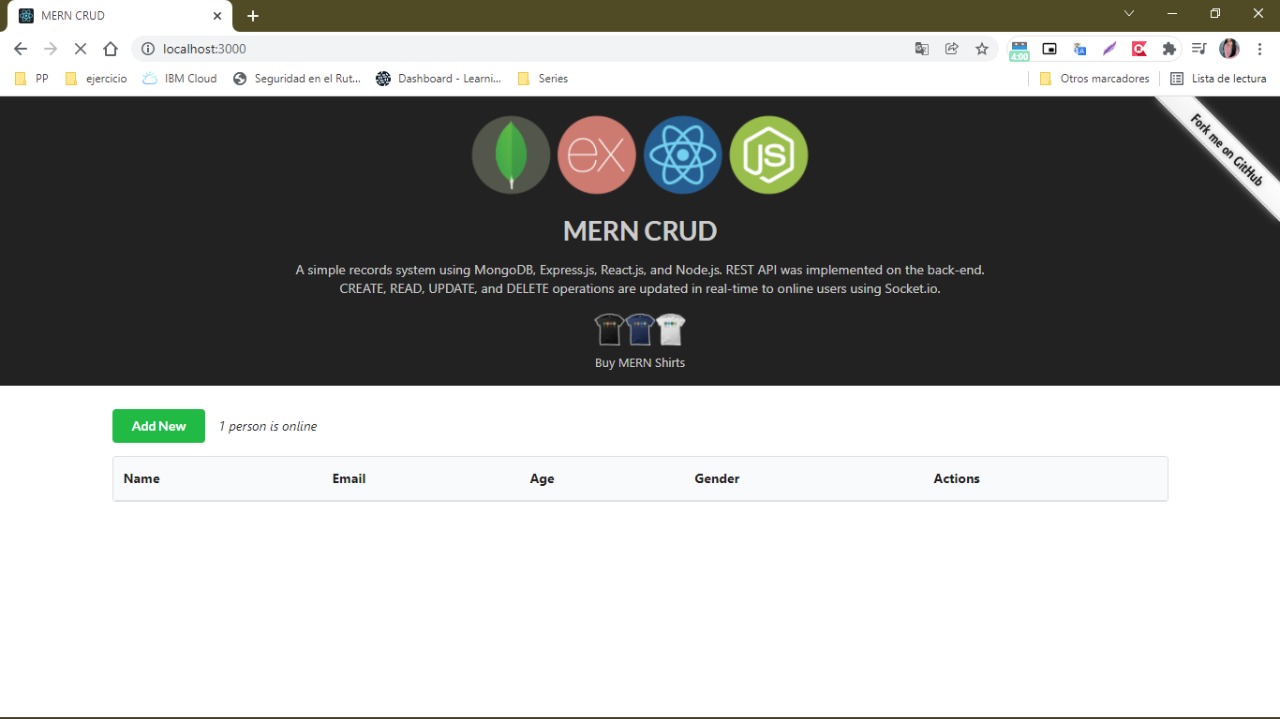 MERN CRUD
localhost:3000
4:00
PP
ejercicio
IBM Cloud
Seguridad en el Rut...
Dashboard - Learni...
Series
Otros marcadores
Lista de lectura
Fork me on GitHub
ex
JS
MERN CRUD
A simple records system using MongoDB, Express.js, React.js, and Node.js. REST API was implemented on the back-end.
CREATE, READ, UPDATE, and DELETE operations are updated in real-time to online users using Socket.io.
Buy MERN Shirts
Add New
1 person is online
Name Email Age Gender Actions